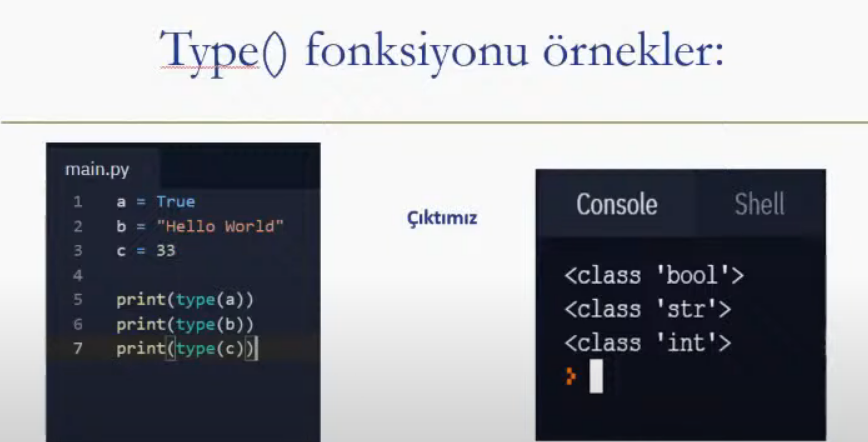 Type() fonksiyonu örnekler:
main.py
1 a = True
2 b = "Hello World"
3 c = 33
4
5 print(type(a))
6 print(type(b))
7 print(type(c))
Çıktımız
Console Shell
<class 'bool'>
<class 'str'>
<class 'int'>